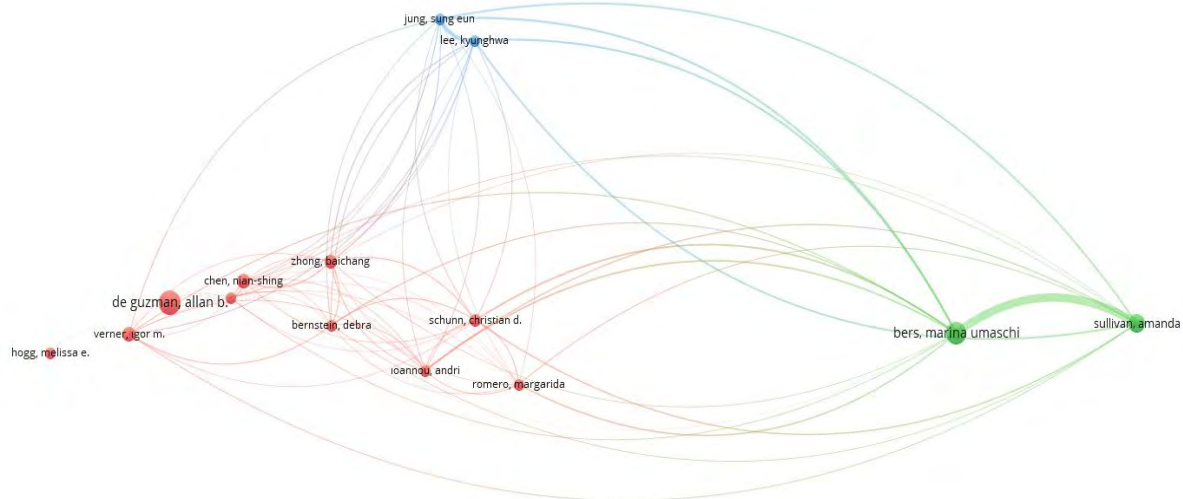 jung, sung eun
lee, kyunghwa
zhong, baichang
chen, nian-shing
de guzman, allan b.
verner, igor m.
bernstein, debra
schunn, christian d.
sullivan, amanda
bers, marina umaschi
hogg, melissa e.
ioannou, andri
romero, margarida